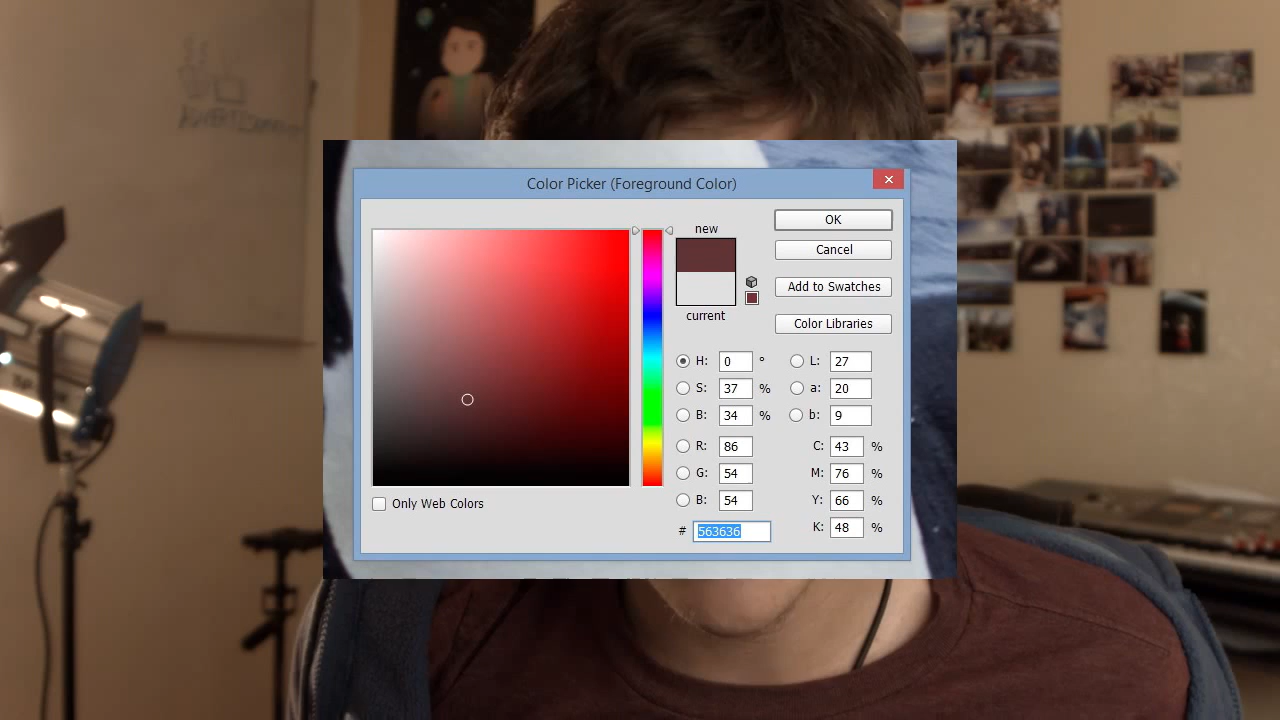 ADVERTISEMENT
Color Picker (Foreground Color)
new
current
OK
Cancel
Add to Swatches
Color Libraries
H: 0 °
S: 37 %
B: 34 %
R: 86
G: 54
B: 54
# 563636
L: 27
a: 20
b: 9
C: 43 %
M: 76 %
Y: 66 %
K: 48 %
Only Web Colors